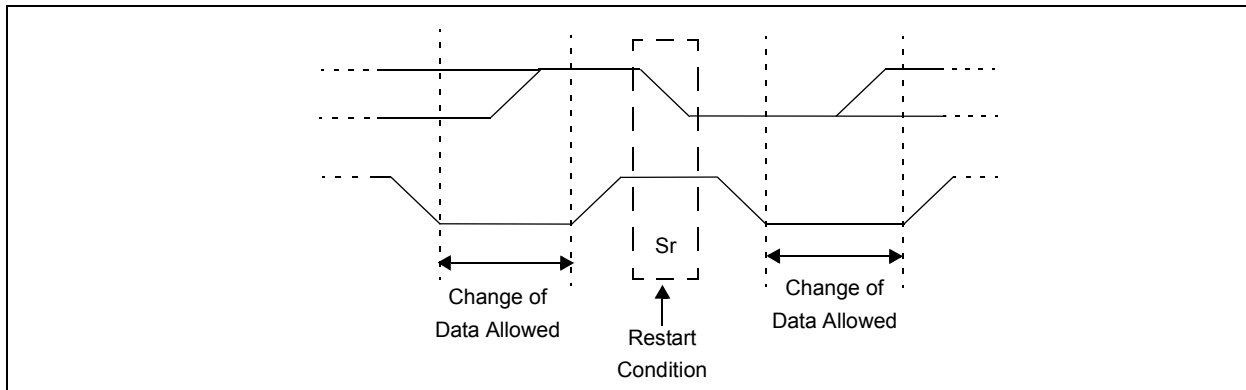 Sr
Change of
Data Allowed
Restart
Condition
Change of
Data Allowed